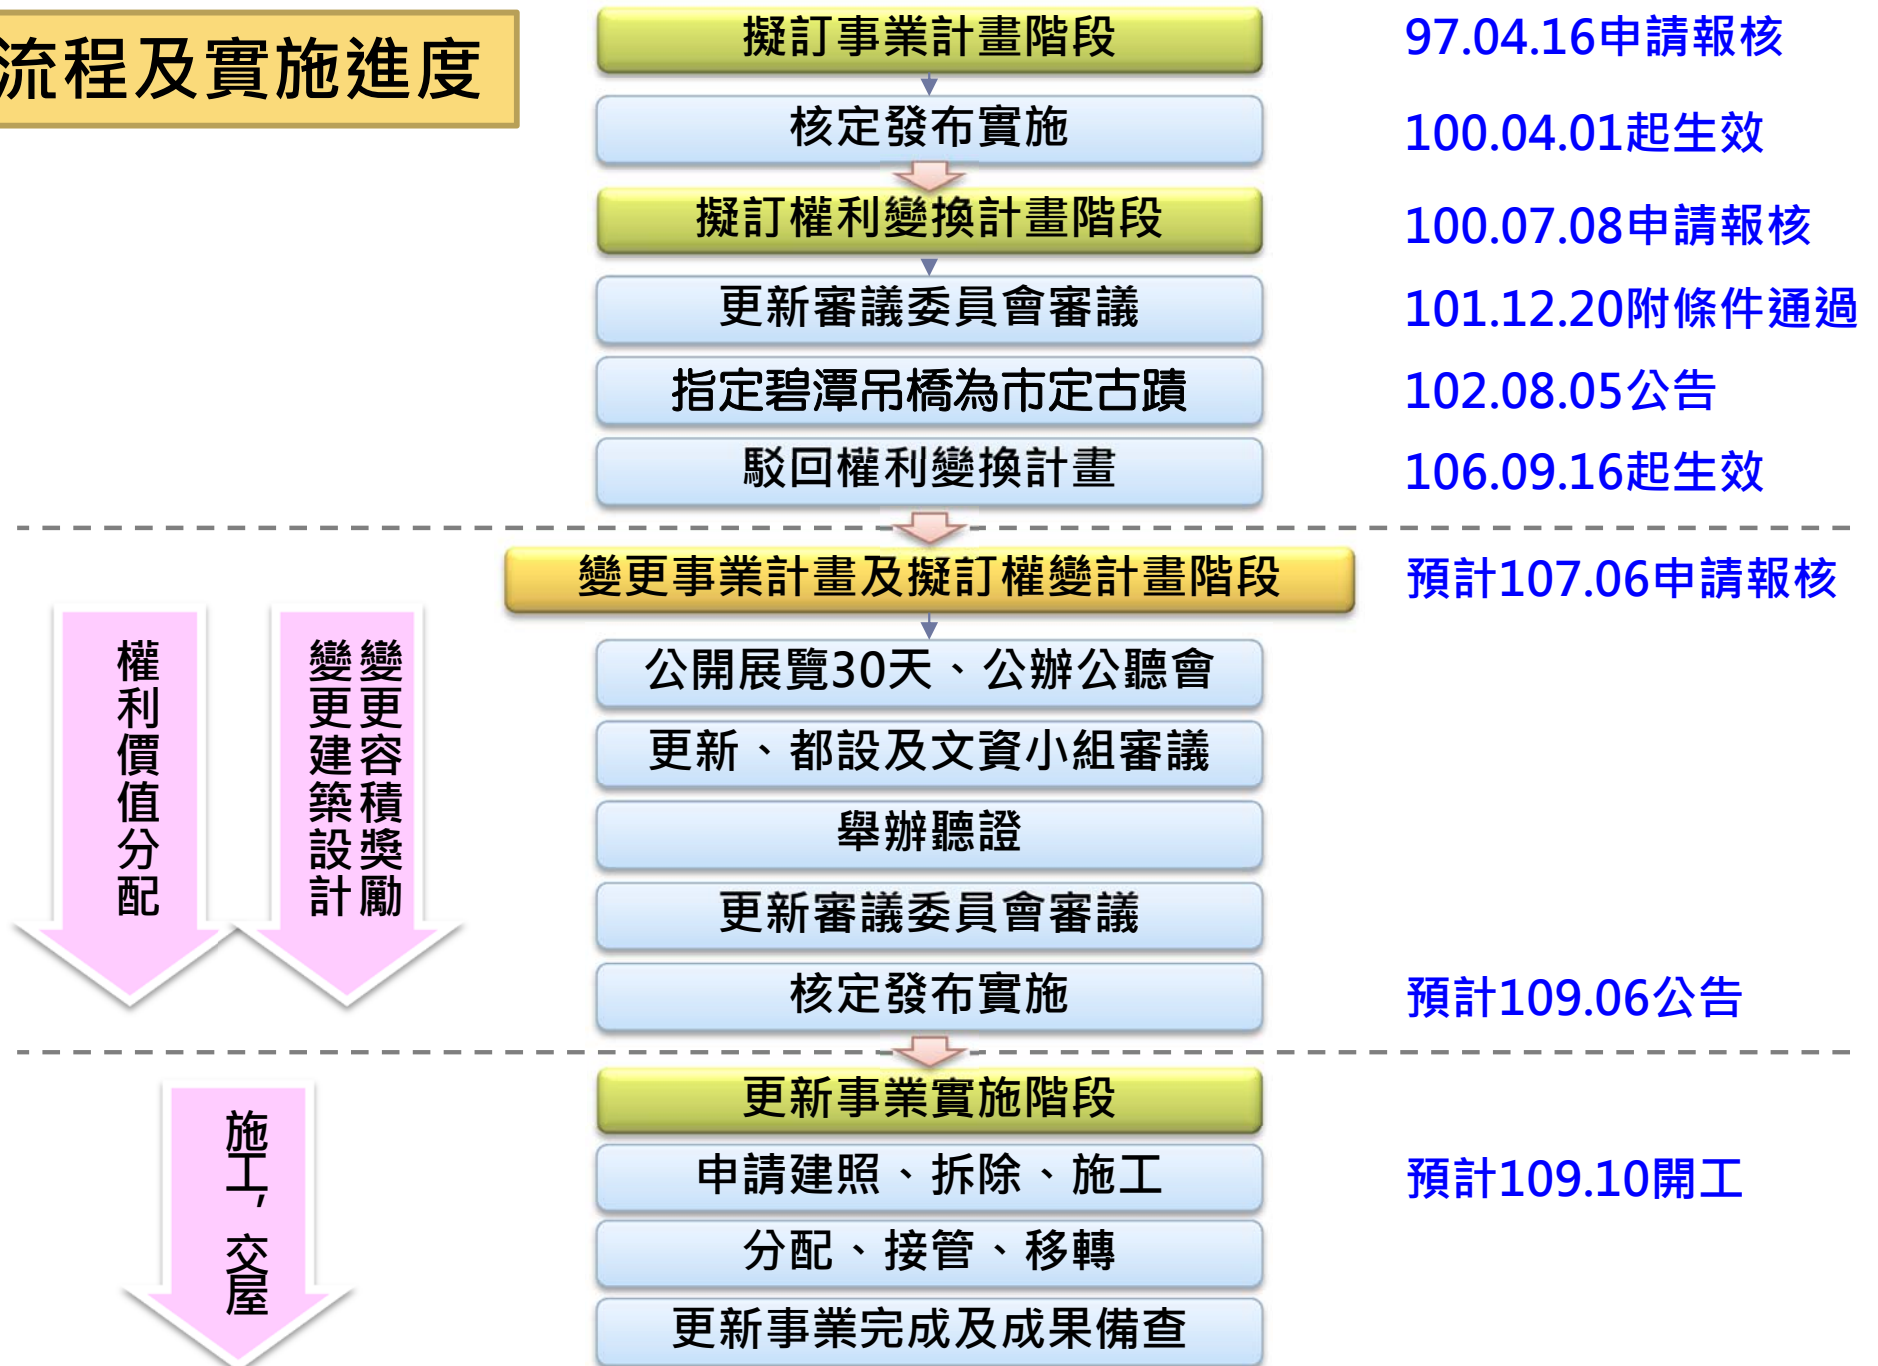 流程及實施進度
擬訂事業計畫階段
97.04.16申請報核
核定發布實施
100.04.01起生效
擬訂權利變換計畫階段
100.07.08申請報核
更新審議委員會審議
101.12.20附條件通過
指定碧潭吊橋為市定古蹟
102.08.05公告
駁回權利變換計畫
106.09.16起生效
變更事業計畫及擬訂權變計畫階段
預計107.06申請報核
權利價值分配
變更容積獎勵
變更建築設計
公開展覽30天、公辦公聽會
更新、都設及文資小組審議
舉辦聽證
更新審議委員會審議
核定發布實施
預計109.06公告
更新事業實施階段
施工,交屋
申請建照、拆除、施工
預計109.10開工
分配、接管、移轉
更新事業完成及成果備查